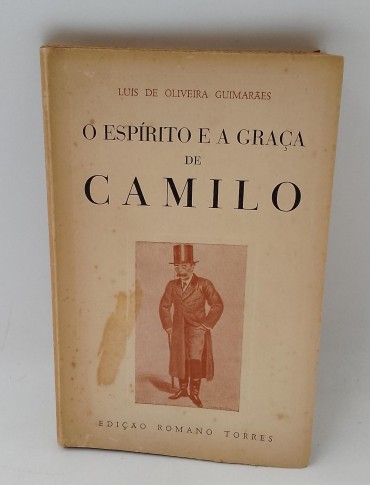 LUIS DE OLIVEIRA GUIMARÃES
O ESPÍRITO E A GRAÇA
DE
CAMILO
EDIÇÃO ROMANO TORRES